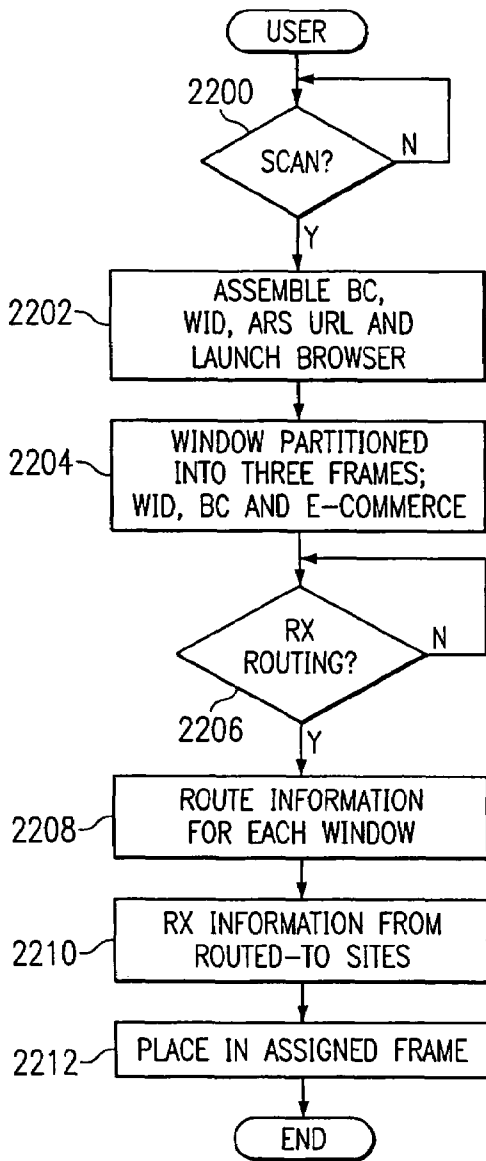 USER
2200
SCAN?
N
Y
2202
ASSEMBLE BC,
WID, ARS URL AND
LAUNCH BROWSER
2204
WINDOW PARTITIONED
INTO THREE FRAMES;
WID, BC AND E-COMMERCE
RX
ROUTING?
N
2206
Y
2208
ROUTE INFORMATION
FOR EACH WINDOW
2210
RX INFORMATION FROM
ROUTED-TO SITES
2212
PLACE IN ASSIGNED FRAME
END